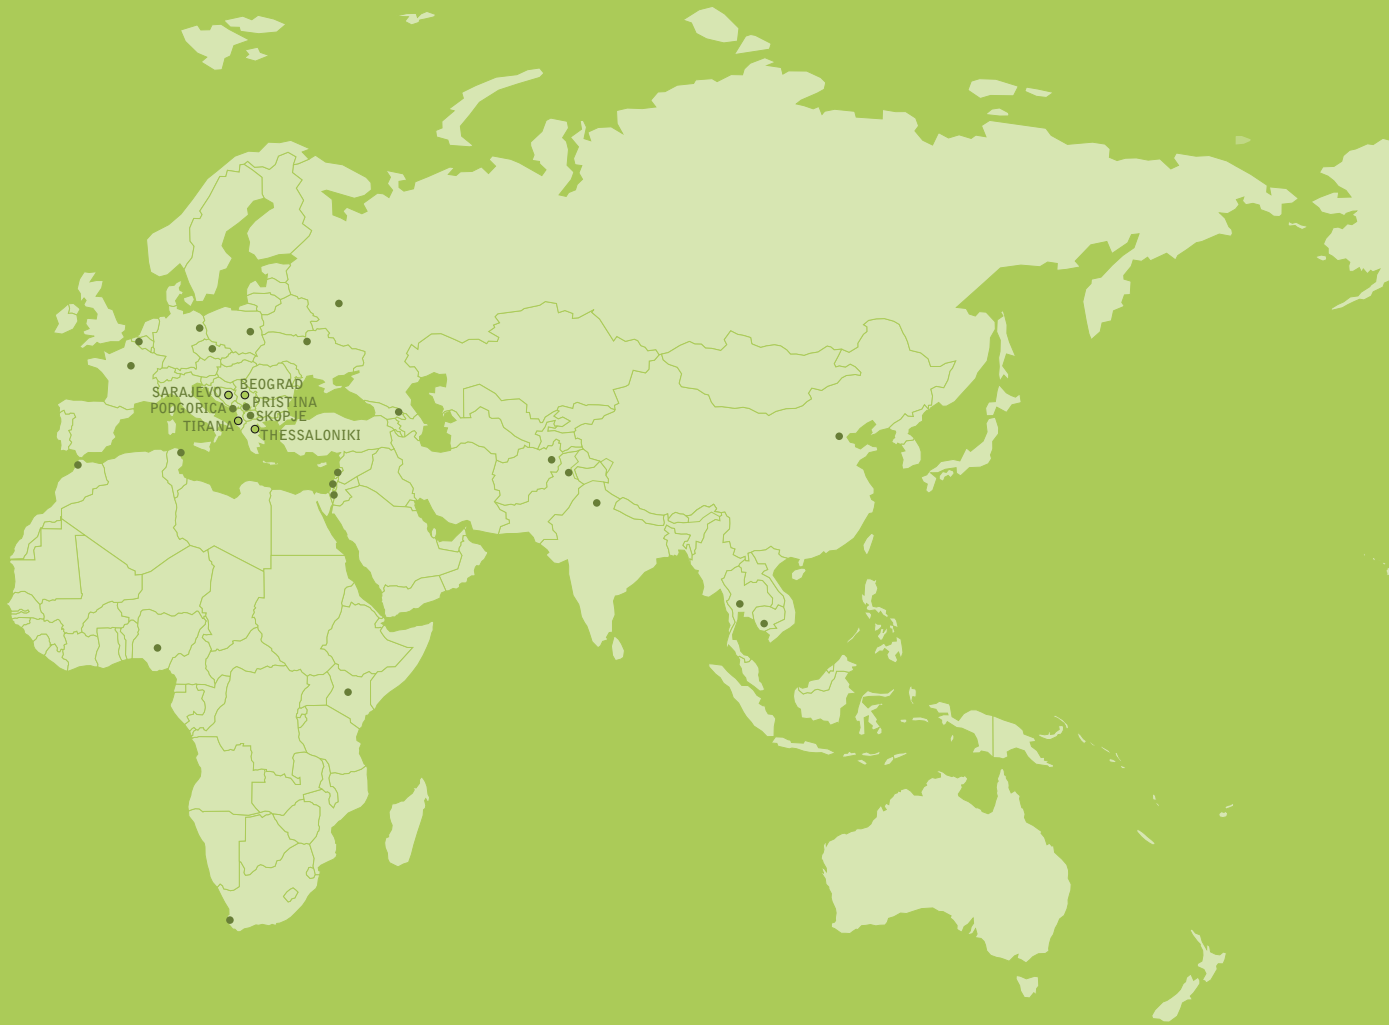 BEOGRAD
SARAJEVO
PRISTINA
PODGORICA
SKOPJE
TIRANA
THESSALONIKI